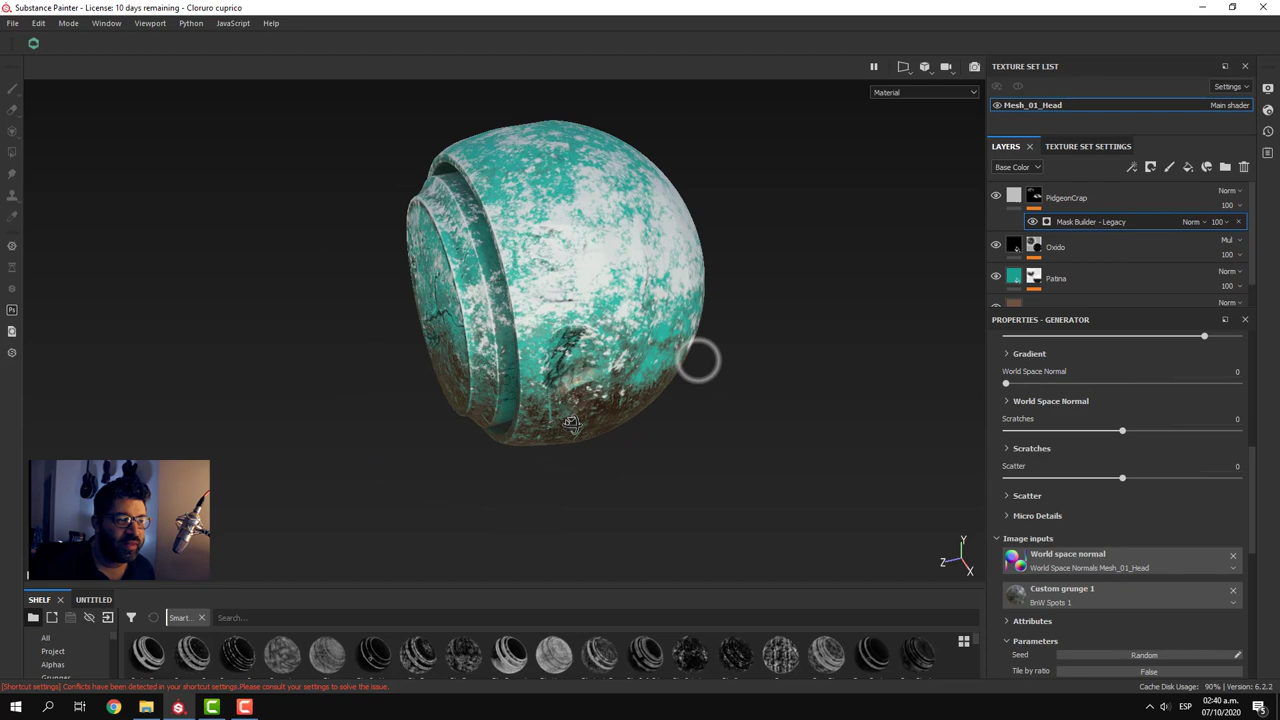 Substance Painter - License: 10 days remaining - Cloruro cuprico
File Edit Mode Window Viewport Python JavaScript Help
Material
TEXTURE SET LIST
Settings
Mesh_01_Head Main shader
LAYERS TEXTURE SET SETTINGS
Base Color
Norm
PidgeonCrap
100
Mask Builder - Legacy Norm 100
Mul
Oxido
100
Norm
Patina
100
Norm
PROPERTIES - GENERATOR
Gradient
World Space Normal 0
World Space Normal
Scratches 0
Scratches
Scatter 0
Scatter
Micro Details
Image inputs
World space normal
World Space Normals Mesh_01_Head
Custom grunge 1
BnW Spots 1
Attributes
Parameters
Seed Random
Tile by ratio False
Y
Z
X
SHELF UNTITLED
Smart...
Search...
All
Project
Alphas
Ps
[Shortcut settings] Conflicts have been detected in your shortcut settings.Please consult your settings to solve the issue.
Cache Disk Usage: 90% | Version: 6.2.2
ESP
02:40 a.m.
07/10/2020
5